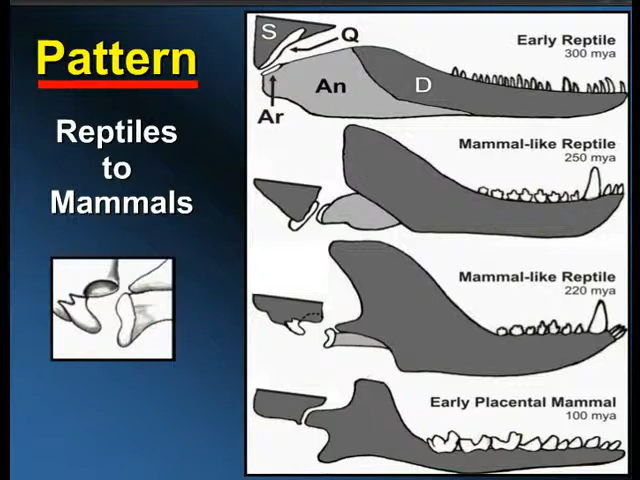 Pattern
Reptiles
to
Mammals
S
Q
An
D
Ar
Early Reptile
300 mya
Mammal-like Reptile
250 mya
Mammal-like Reptile
220 mya
Early Placental Mammal
100 mya